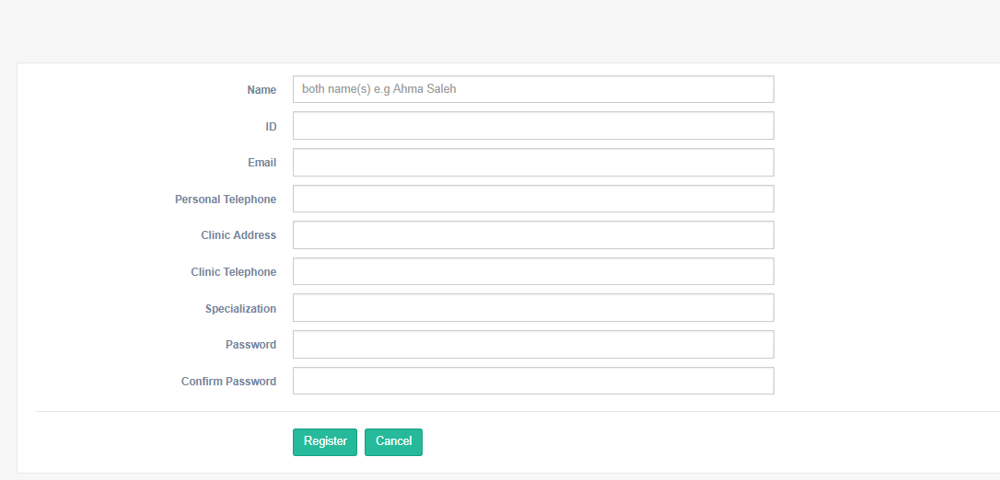 Name both name(s) e.g Ahma Saleh
ID
Email
Personal Telephone
Clinic Address
Clinic Telephone
Specialization
Password
Confirm Password
Register Cancel